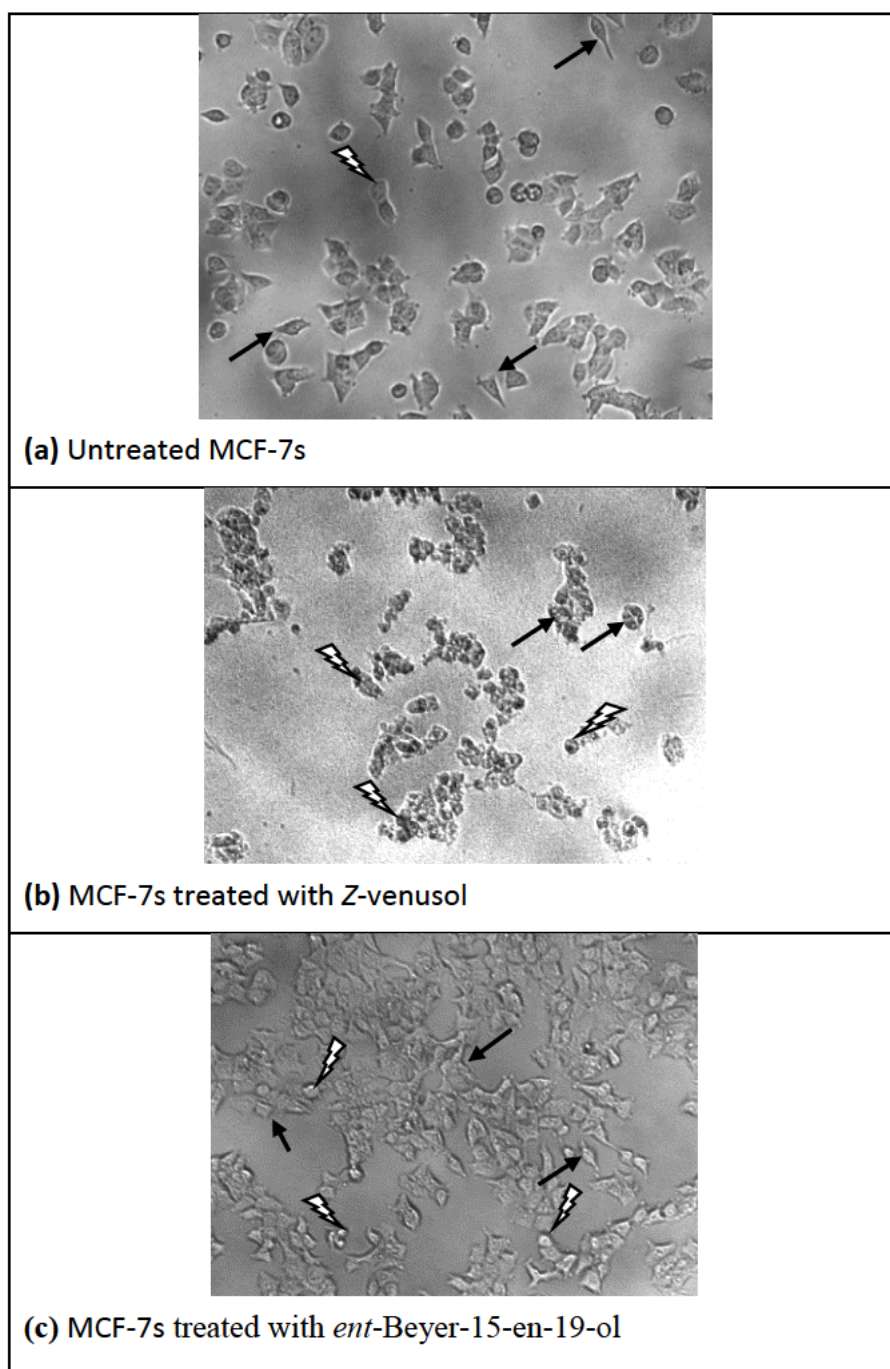 (a) Untreated MCF-7s
(b) MCF-7s treated with Z-venusol
(c) MCF-7s treated with ent-Beyer-15-en-19-ol